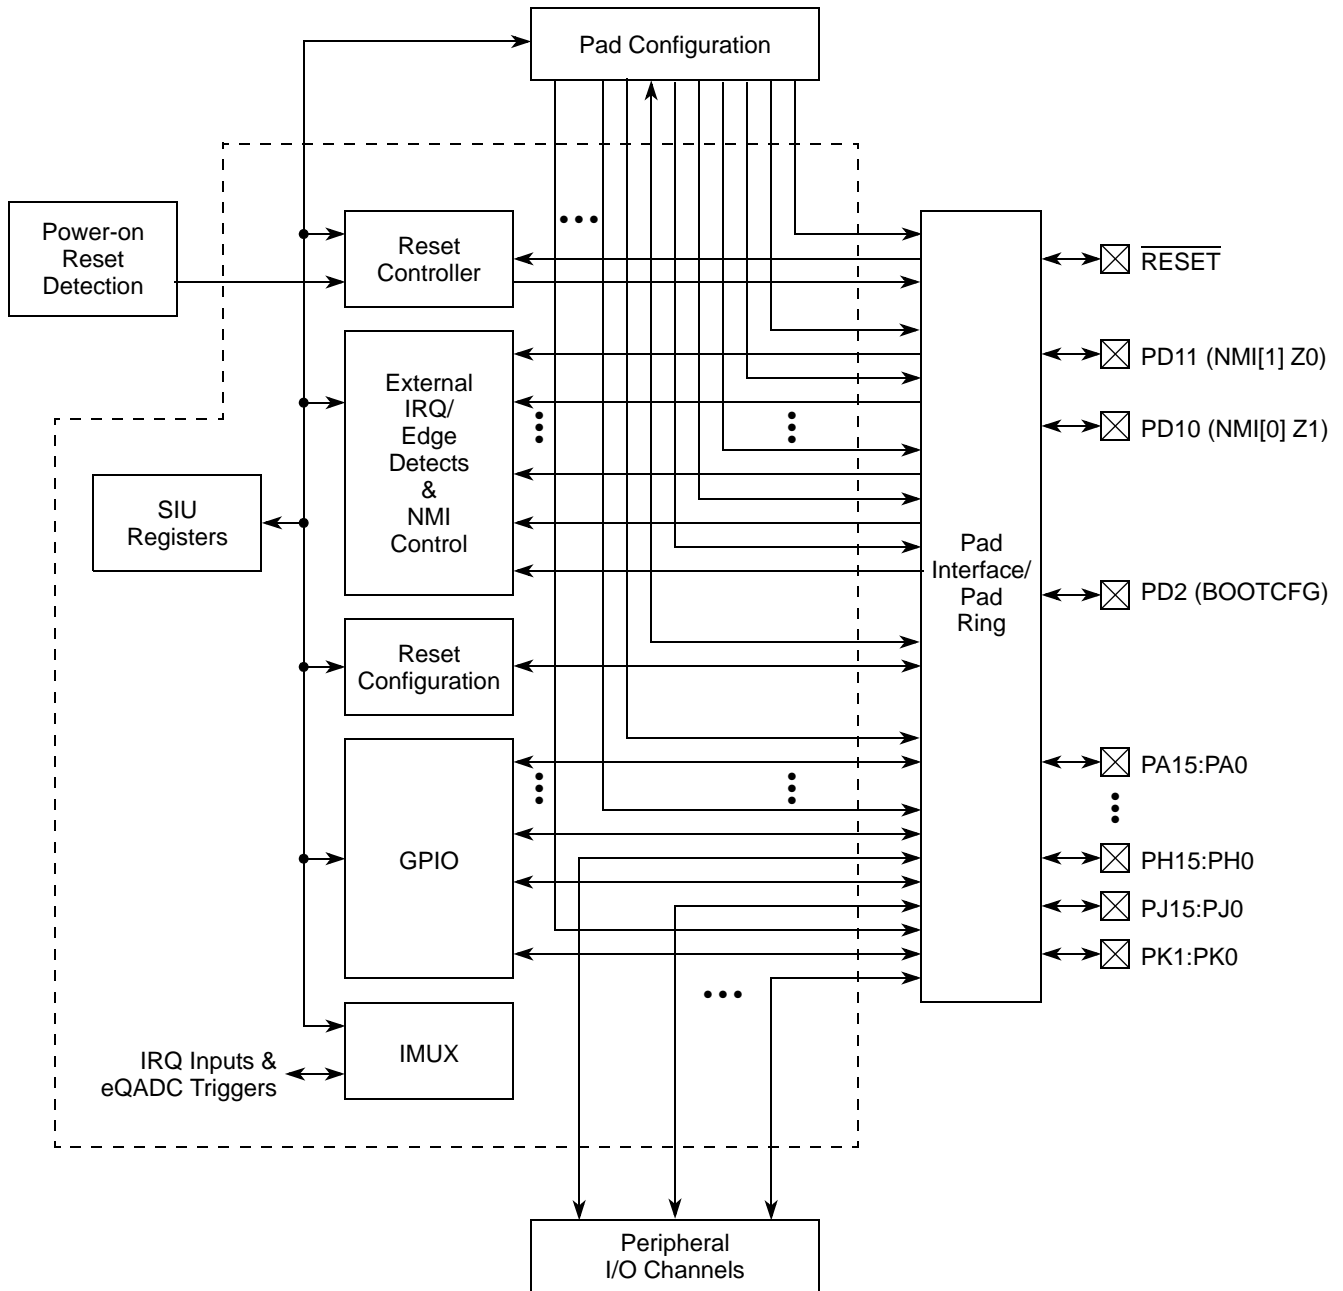 Pad Configuration
Power-on
Reset
Detection
Reset
Controller
RESET
External
IRQ/
Edge
Detects
&
NMI
Control
PD11 (NMI[1] Z0)
PD10 (NMI[0] Z1)
SIU
Registers
Pad
Interface/
Pad
Ring
PD2 (BOOTCFG)
Reset
Configuration
PA15:PA0
GPIO
PH15:PH0
PJ15:PJ0
PK1:PK0
IMUX
IRQ Inputs &
eQADC Triggers
Peripheral
I/O Channels